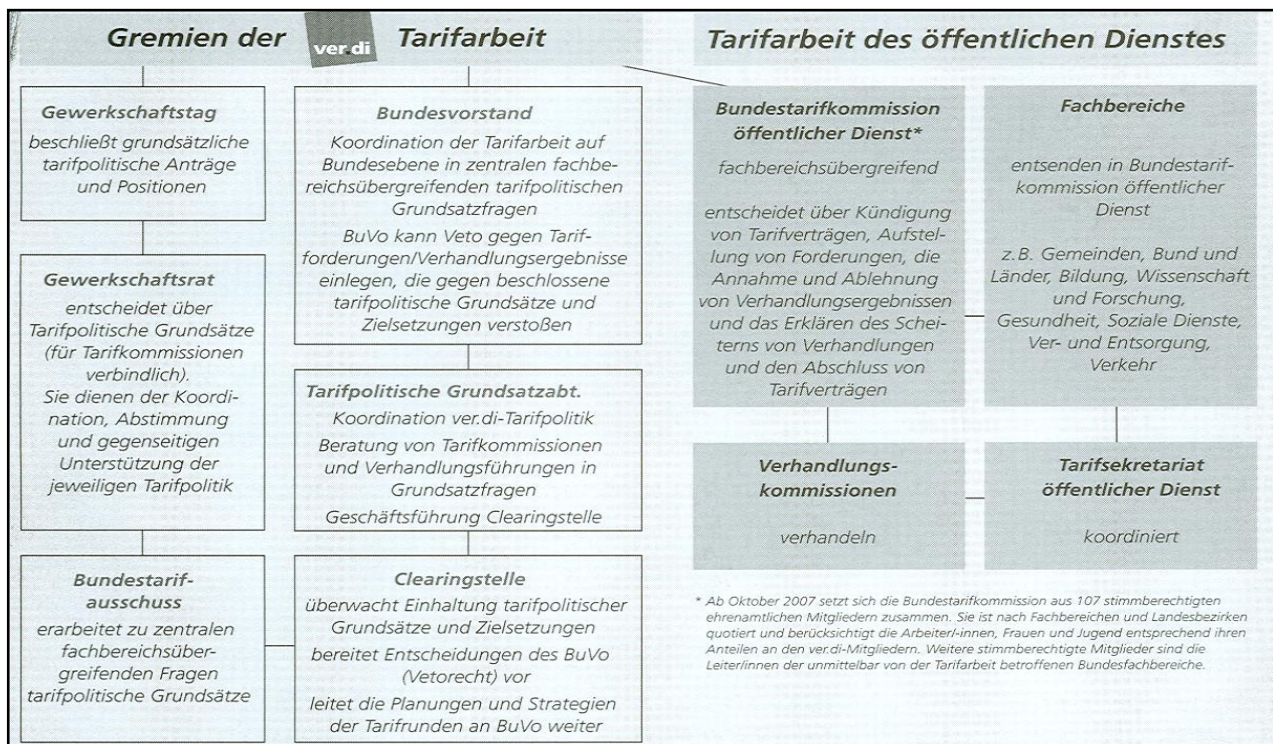 Gremien der ver.di Tarifarbeit
Tarifarbeit des öffentlichen Dienstes
Gewerkschaftstag
beschließt grundsätzliche
tarifpolitische Anträge
und Positionen
Gewerkschaftsrat
entscheidet über
Tarifpolitische Grundsätze
(für Tarifkommissionen
verbindlich).
Sie dienen der Koordi-
nation, Abstimmung
und gegenseitigen
Unterstützung der
jeweiligen Tarifpolitik
Bundestarif-
ausschuss
erarbeitet zu zentralen
fachbereichsüber-
greifenden Fragen
tarifpolitische Grundsätze
Bundesvorstand
Koordination der Tarifarbeit auf
Bundesebene in zentralen fachbe-
reichsübergreifenden tarifpolitischen
Grundsatzfragen
BuVo kann Veto gegen Tarif-
forderungen/Verhandlungsergebnisse
einlegen, die gegen beschlossene
tarifpolitische Grundsätze und
Zielsetzungen verstoßen
Tarifpolitische Grundsatzabt.
Koordination ver.di-Tarifpolitik
Beratung von Tarifkommissionen
und Verhandlungsführungen in
Grundsatzfragen
Geschäftsführung Clearingstelle
Clearingstelle
überwacht Einhaltung tarifpolitischer
Grundsätze und Zielsetzungen
bereitet Entscheidungen des BuVo
(Vetorecht) vor
leitet die Planungen und Strategien
der Tarifrunden an BuVo weiter
Bundestarifkommission
öffentlicher Dienst*
fachbereichsübergreifend
entscheidet über Kündigung
von Tarifverträgen, Aufstel-
lung von Forderungen, die
Annahme und Ablehnung
von Verhandlungsergebnissen
und das Erklären des Schei-
terns von Verhandlungen
und den Abschluss von
Tarifverträgen
Fachbereiche
entsenden in Bundestarif-
kommission öffentlicher
Dienst
z.B. Gemeinden, Bund und
Länder, Bildung, Wissenschaft
und Forschung,
Gesundheit, Soziale Dienste,
Ver- und Entsorgung,
Verkehr
Verhandlungs-
kommissionen
verhandeln
Tarifsekretariat
öffentlicher Dienst
koordiniert
* Ab Oktober 2007 setzt sich die Bundestarifkommission aus 107 stimmberechtigten
ehrenamtlichen Mitgliedern zusammen. Sie ist nach Fachbereichen und Landesbezirken
quotiert und berücksichtigt die Arbeiter/-innen, Frauen und Jugend entsprechend ihren
Anteilen an den ver.di-Mitgliedern. Weitere stimmberechtigte Mitglieder sind die
Leiter/innen der unmittelbar von der Tarifarbeit betroffenen Bundesfachbereiche.